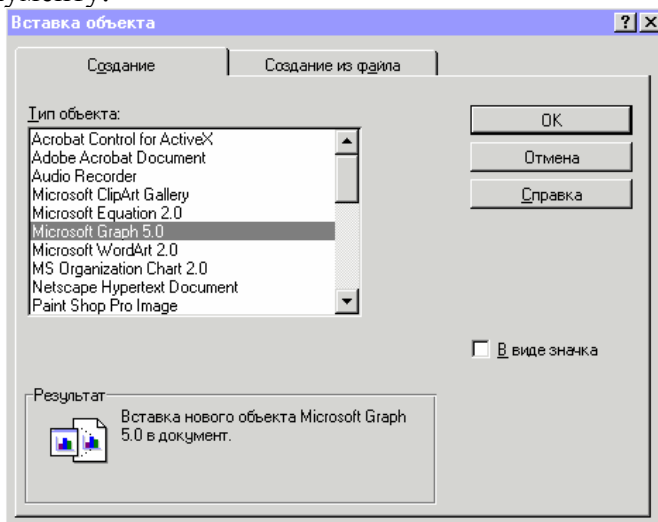 Вставка объекта
Создание
Создание из файла
Тип объекта:
Acrobat Control for ActiveX
Adobe Acrobat Document
Audio Recorder
Microsoft ClipArt Gallery
Microsoft Equation 2.0
Microsoft Graph 5.0
Microsoft WordArt 2.0
MS Organization Chart 2.0
Netscape Hypertext Document
Paint Shop Pro Image
OK
Отмена
Справка
В виде значка
Результат
Вставка нового объекта Microsoft Graph
5.0 в документ.